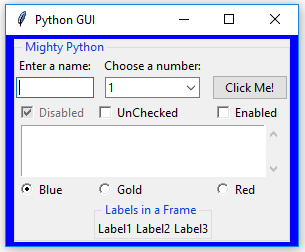 Python GUI
Mighty Python
Enter a name: Choose a number:
1 Click Me!
Disabled UnChecked Enabled
Blue Gold Red
Labels in a Frame
Label1 Label2 Label3